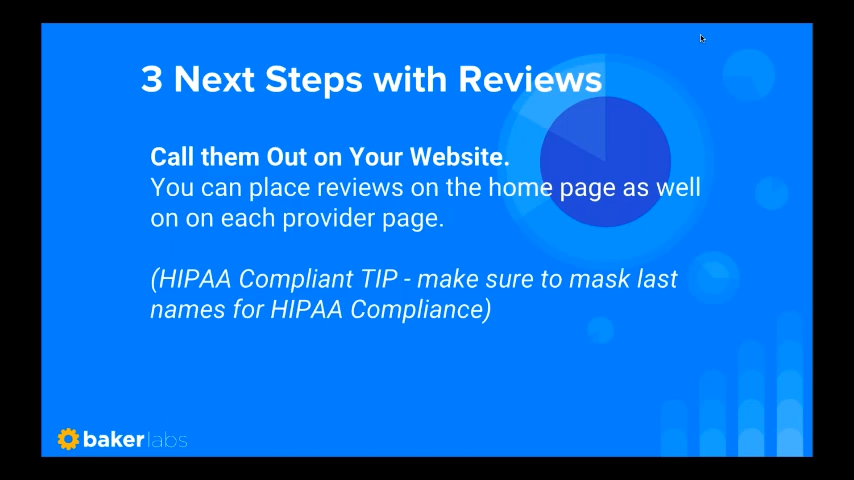 3 Next Steps with Reviews
Call them Out on Your Website.
You can place reviews on the home page as well
on on each provider page.
(HIPAA Compliant TIP - make sure to mask last
names for HIPAA Compliance)
bakerlabs